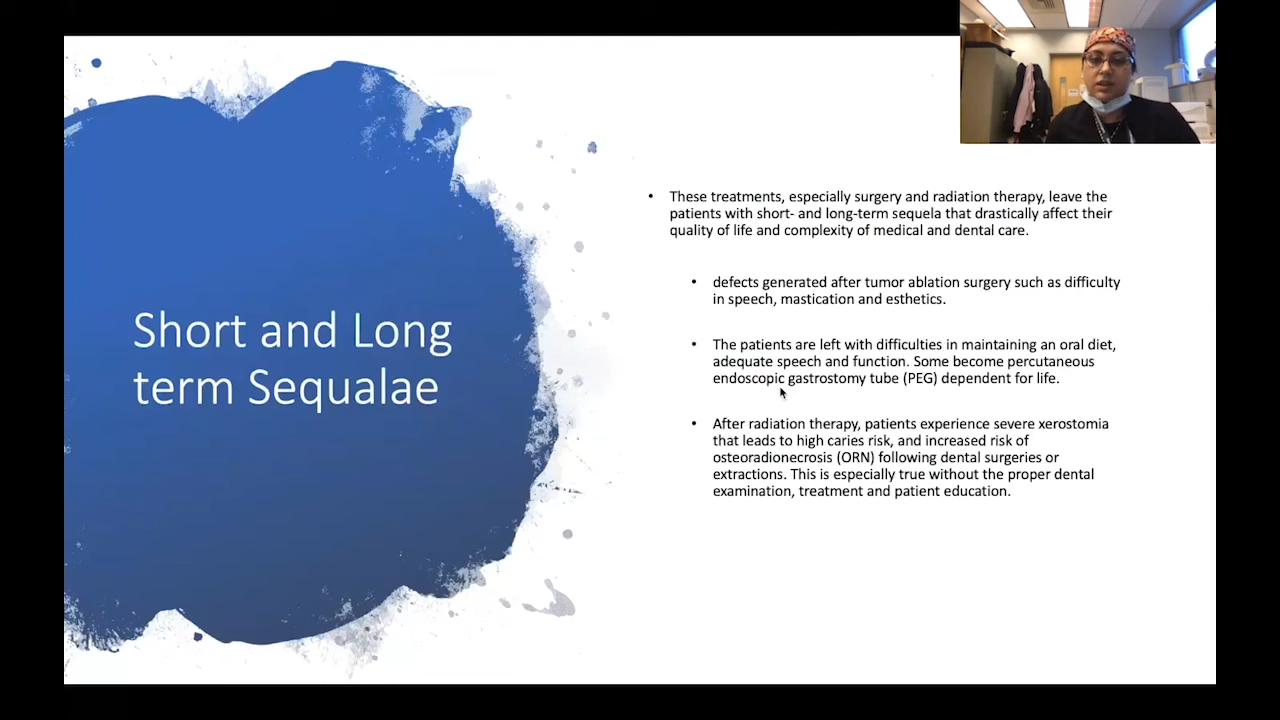 Short and Long
term Sequalae
• These treatments, especially surgery and radiation therapy, leave the
patients with short- and long-term sequela that drastically affect their
quality of life and complexity of medical and dental care.
• defects generated after tumor ablation surgery such as difficulty
in speech, mastication and esthetics.
• The patients are left with difficulties in maintaining an oral diet,
adequate speech and function. Some become percutaneous
endoscopic gastrostomy tube (PEG) dependent for life.
• After radiation therapy, patients experience severe xerostomia
that leads to high caries risk, and increased risk of
osteoradionecrosis (ORN) following dental surgeries or
extractions. This is especially true without the proper dental
examination, treatment and patient education.